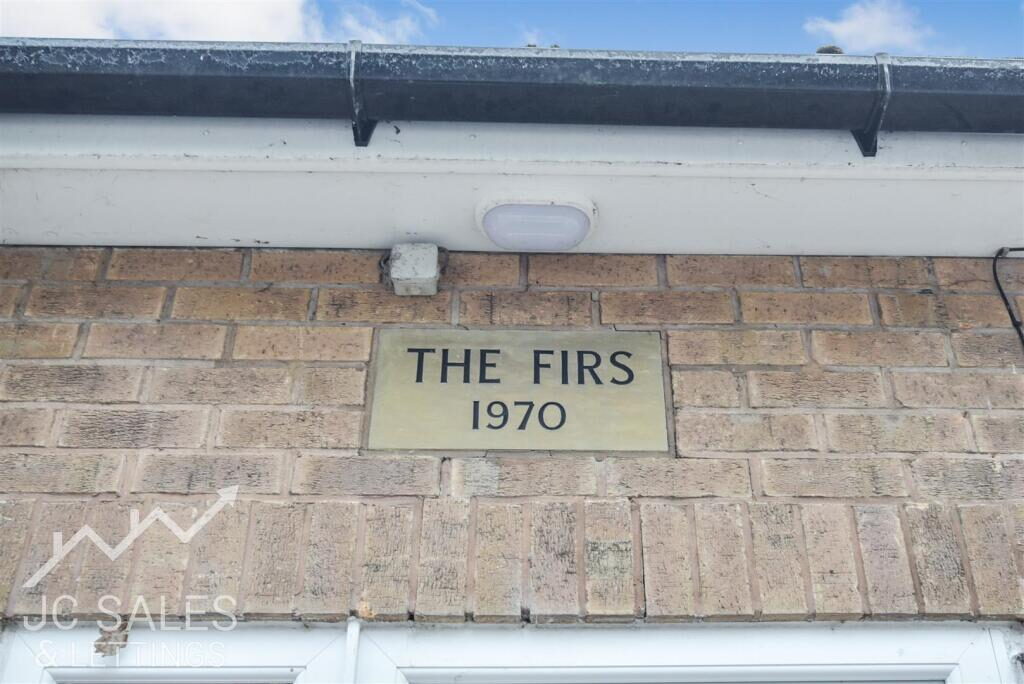 THE FIRS
1970
JC SALES
& LETTINGS